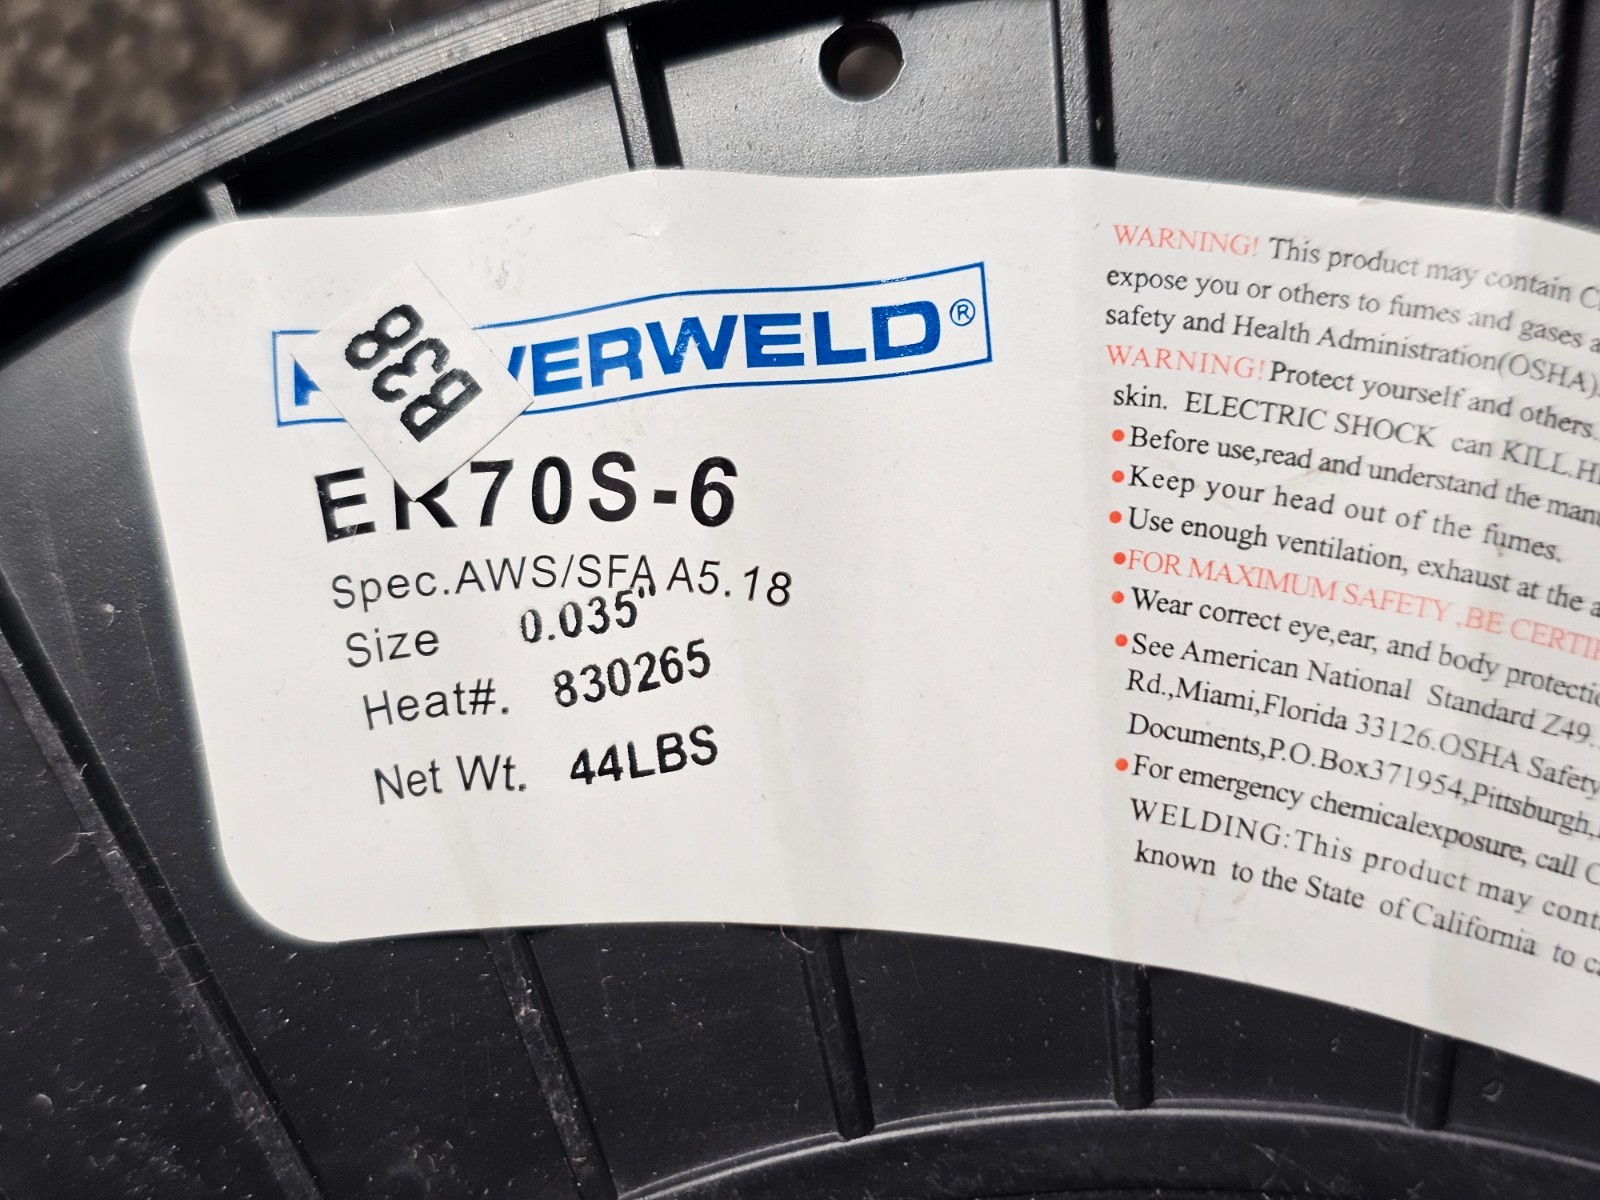 B38
VERWELD®
ER70S-6
Spec.AWS/SFA A5.18
Size 0.035"
Heat#. 830265
Net Wt. 44LBS
WARNING! This product may contain
expose you or others to fumes and gases
safety and Health Administration(OSHA)
WARNING!Protect yourself and others.
skin. ELECTRIC SHOCK can KILL.
•Before use,read and understand the
•Keep your head out of the fumes.
•Use enough ventilation, exhaust at the
•FOR MAXIMUM SAFETY ,BE
•Wear correct eye,ear, and body
•See American National Standard Z49.
Rd.,Miami,Florida 33126.OSHA Safety
Documents,P.O.Box371954,Pittsburgh,
•For emergency chemicalexposure, call
WELDING:This product may
known to the State of California to